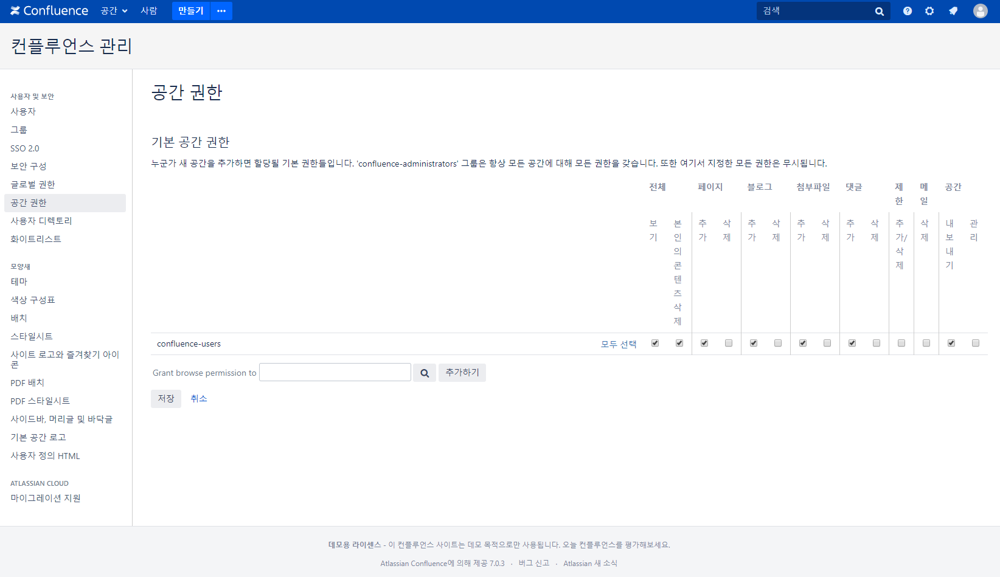 Confluence 공간 사람 만들기 ••• 검색
컨플루언스 관리
사용자 및 보안
사용자
그룹
SSO 2.0
보안 구성
글로벌 권한
공간 권한
사용자 디렉토리
화이트리스트
모양새
테마
색상 구성표
배치
스타일시트
사이트 로고와 즐겨찾기 아이
콘
PDF 배치
PDF 스타일시트
사이드바, 머리글 및 바닥글
기본 공간 로고
사용자 정의 HTML
ATLASSIAN CLOUD
마이그레이션 지원
공간 권한
기본 공간 권한
누군가 새 공간을 추가하면 할당될 기본 권한들입니다. 'confluence-administrators' 그룹은 항상 모든 공간에 대해 모든 권한을 갖습니다. 또한 여기서 지정한 모든 권한은 무시됩니다.
전체
페이지
블로그
첨부파일
댓글
제
한
메
일
공간
보
기
본
인
의
콘
텐
츠
삭
제
추
가
삭
제
추
가
삭
제
추
가
삭
제
추
가
삭
제
추
가/
삭
제
삭
제
내
보
내
기
관
리
confluence-users 모두 선택
Grant browse permission to 추가하기
저장 취소
데모용 라이센스 - 이 컨플루언스 사이트는 데모 목적으로만 사용됩니다. 오늘 컨플루언스를 평가해보세요.
Atlassian Confluence에 의해 제공 7.0.3 · 버그 신고 · Atlassian 새 소식